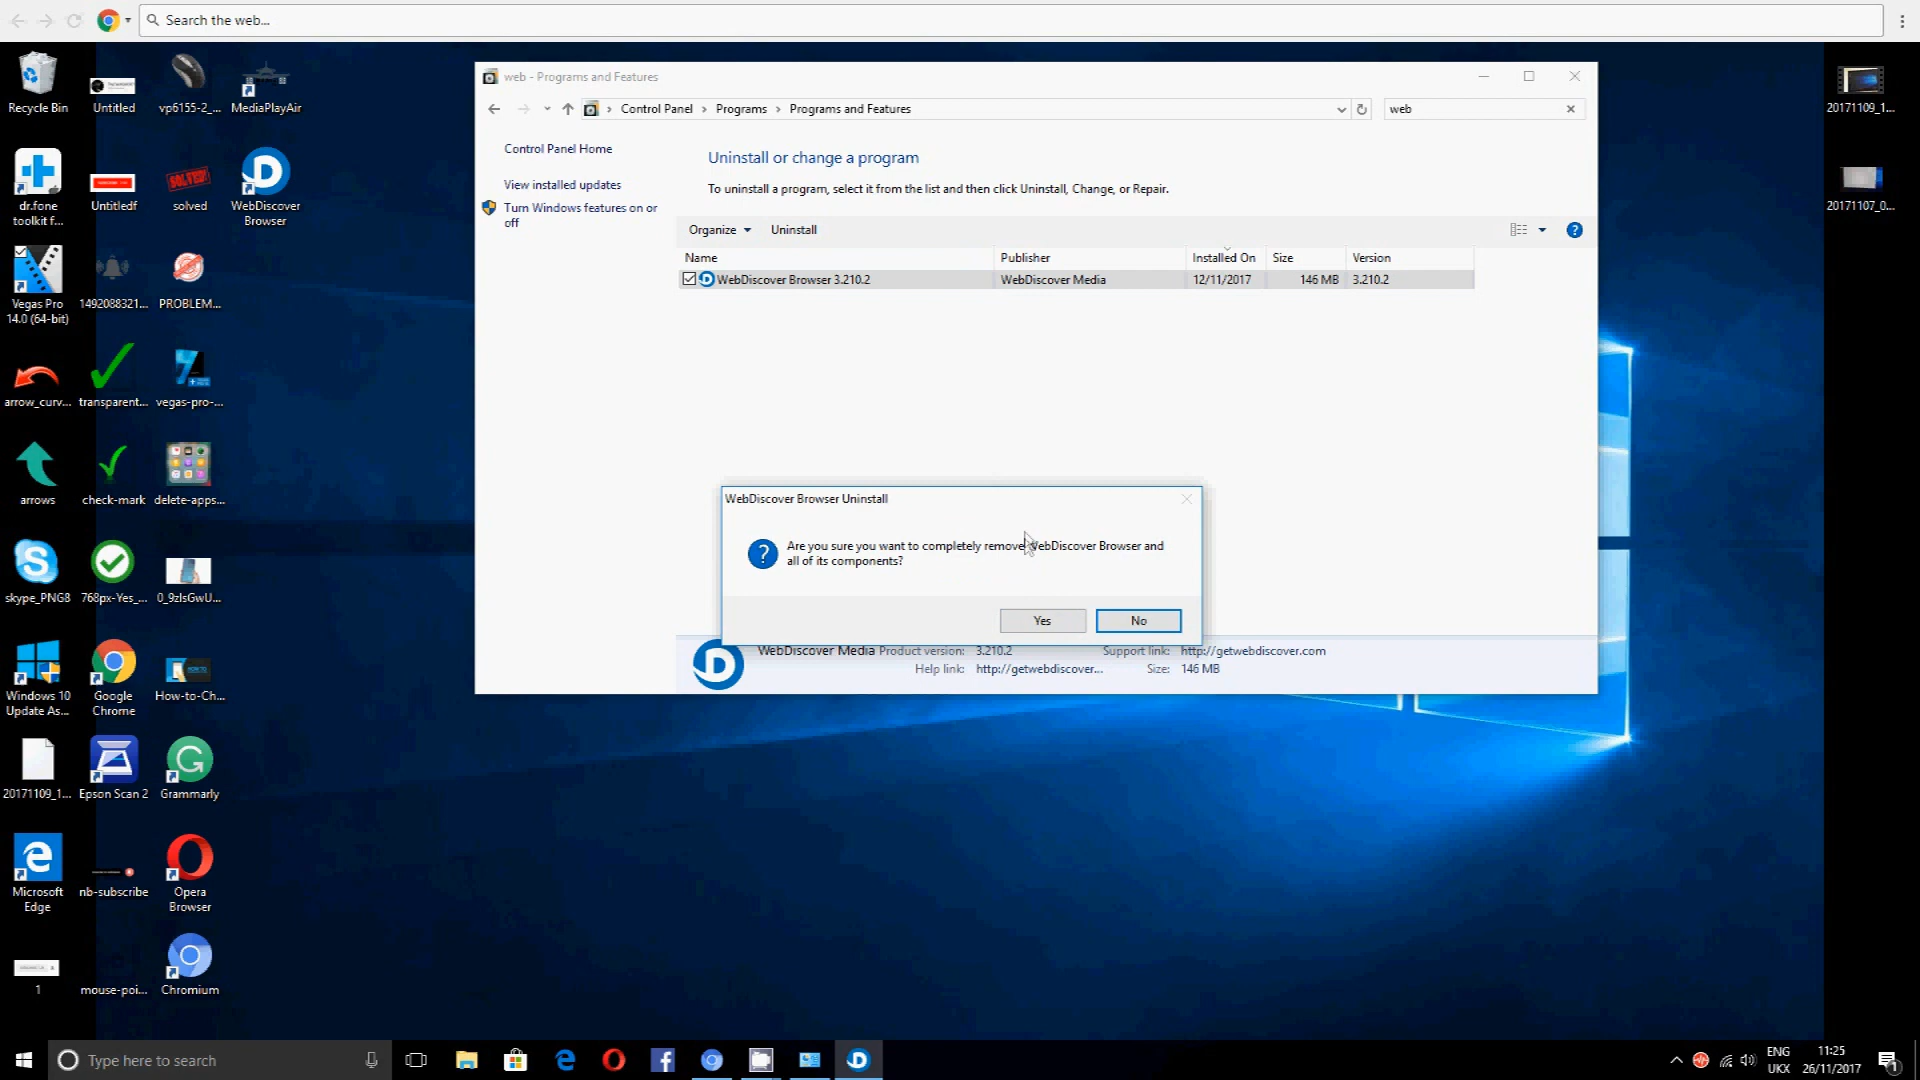 Search the web...
Recycle Bin
Untitled
vp6155-2_...
MediaPlayAir
dr.fone
toolkit f...
Untitledf
SOLVED!
solved
WebDiscover
Browser
Vegas Pro
14.0 (64-bit)
1492088321...
PROBLEM...
arrow_curv...
transparent...
vegas-pro-...
arrows
check-mark
delete-apps...
skype_PNG8
768px-Yes_...
0_9zIsGwU...
Windows 10
Update As...
Google
Chrome
How-to-Ch...
20171109_1...
Epson Scan 2
Grammarly
Microsoft
Edge
nb-subscribe
Opera
Browser
1
mouse-poi...
Chromium
web - Programs and Features
Control Panel > Programs > Programs and Features
web
Control Panel Home
View installed updates
Turn Windows features on or
off
Uninstall or change a program
To uninstall a program, select it from the list and then click Uninstall, Change, or Repair.
Organize
Uninstall
Name
Publisher
Installed On
Size
Version
WebDiscover Browser 3.210.2
WebDiscover Media
12/11/2017
146 MB
3.210.2
WebDiscover Browser Uninstall
Are you sure you want to completely remove WebDiscover Browser and
all of its components?
Yes
No
WebDiscover Media Product version: 3.210.2
Support link: http://getwebdiscover.com
Help link: http://getwebdiscover...
Size: 146 MB
20171109_1...
20171107_0...
Type here to search
ENG
UKX
11:25
26/11/2017
1